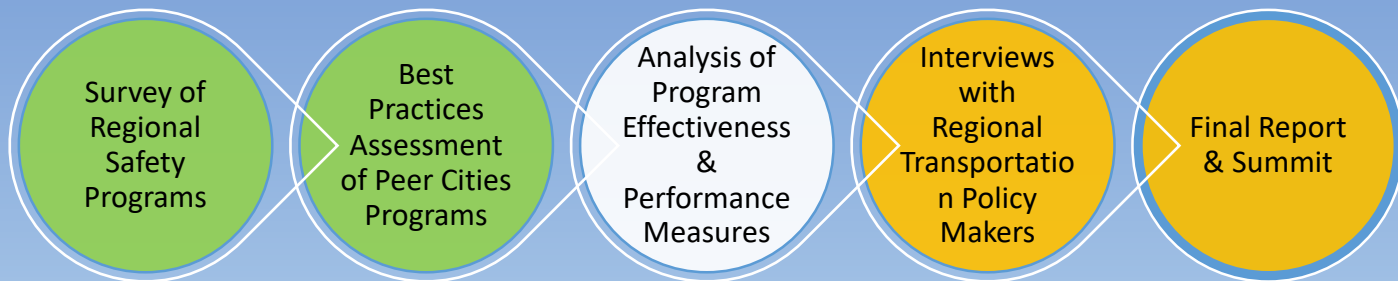 Survey of
Regional
Safety
Programs
Best
Practices
Assessment
of Peer Cities
Programs
Analysis of
Program
Effectiveness
&
Performance
Measures
Interviews
with
Regional
Transportatio
n Policy
Makers
Final Report
& Summit